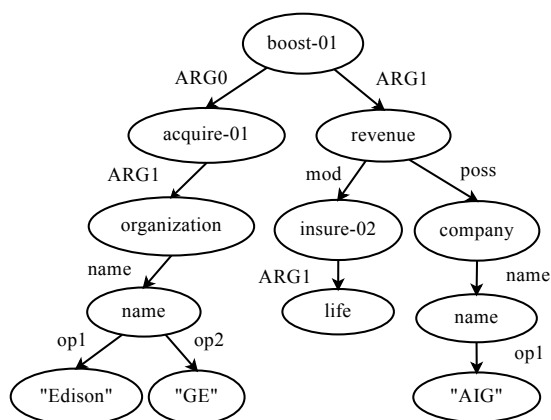 boost-01
ARG0 ARG1
acquire-01 revenue
ARG1 mod poss
organization insure-02 company
name ARG1 name
name life name
op1 op2 op1
"Edison" "GE" "AIG"